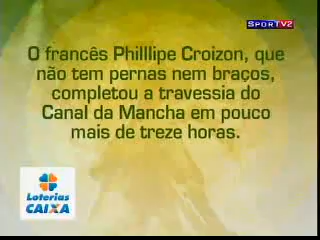 SPORTV2
O francês Philllipe Croizon, que
não tem pernas nem braços,
completou a travessia do
Canal da Mancha em pouco
mais de treze horas.
Loterias
CAIXA